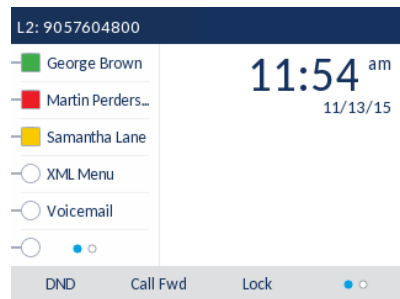 L2: 9057604800
George Brown
Martin Perders...
Samantha Lane
XML Menu
Voicemail
11:54 am
11/13/15
DND Call Fwd Lock